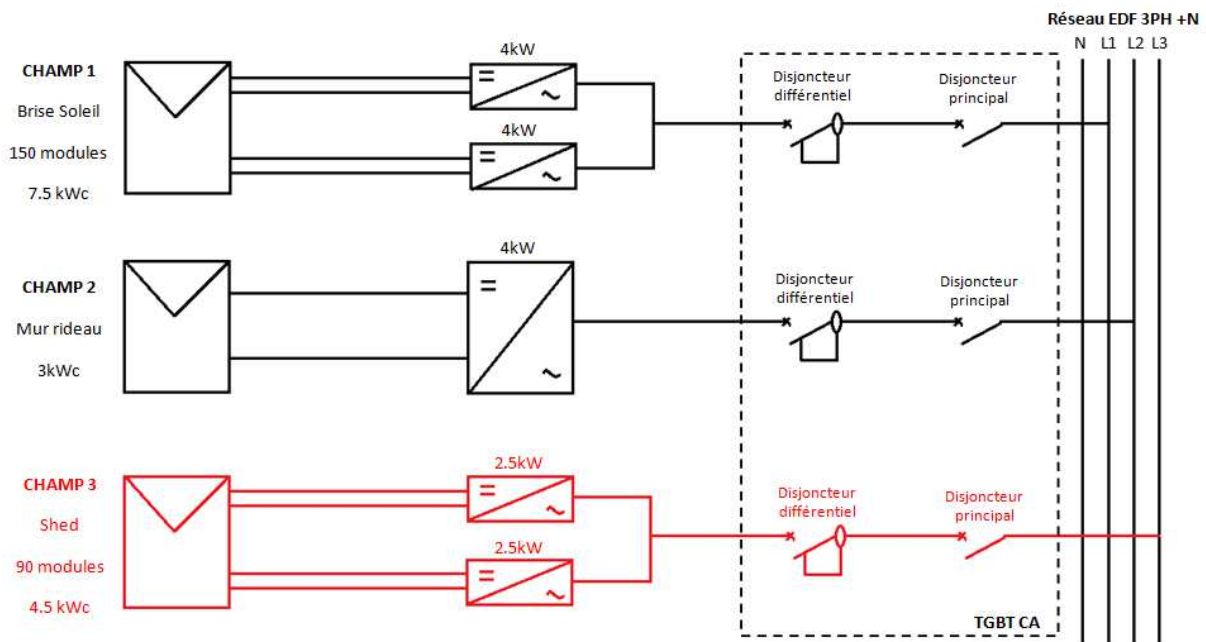 Réseau EDF 3PH +N
N L1 L2 L3
CHAMP 1
Brise Soleil
150 modules
7.5 kWc
4kW
4kW
Disjoncteur
différentiel
Disjoncteur
principal
CHAMP 2
Mur rideau
3kWc
4kW
Disjoncteur
différentiel
Disjoncteur
principal
CHAMP 3
Shed
90 modules
4.5 kWc
2.5kW
2.5kW
Disjoncteur
différentiel
Disjoncteur
principal
TGBT CA